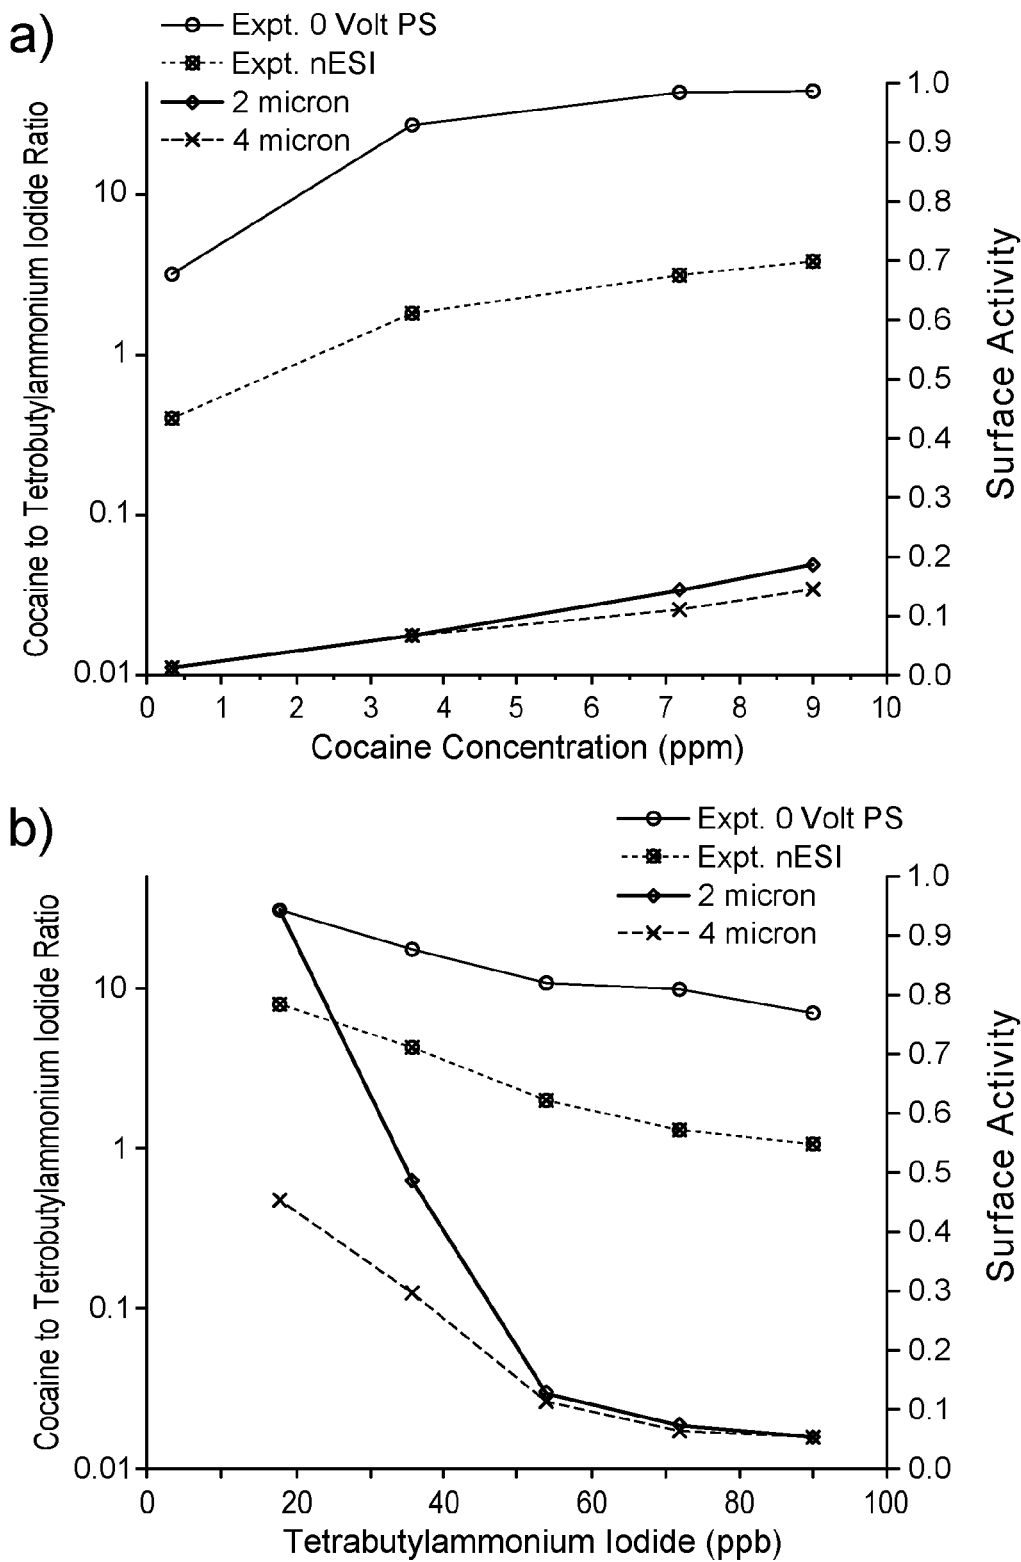 a)
Expt. 0 Volt PS
Expt. nESI
2 micron
4 micron
Cocaine to Tetrobutylammonium Iodide Ratio
10
1
0.1
0.01
1.0
0.9
0.8
0.7
0.6
0.5
0.4
0.3
0.2
0.1
0.0
Surface Activity
0 1 2 3 4 5 6 7 8 9 10
Cocaine Concentration (ppm)
b)
Expt. 0 Volt PS
Expt. nESI
2 micron
4 micron
Cocaine to Tetrobutylammonium Iodide Ratio
10
1
0.1
0.01
1.0
0.9
0.8
0.7
0.6
0.5
0.4
0.3
0.2
0.1
0.0
Surface Activity
0 20 40 60 80 100
Tetrabutylammonium Iodide (ppb)